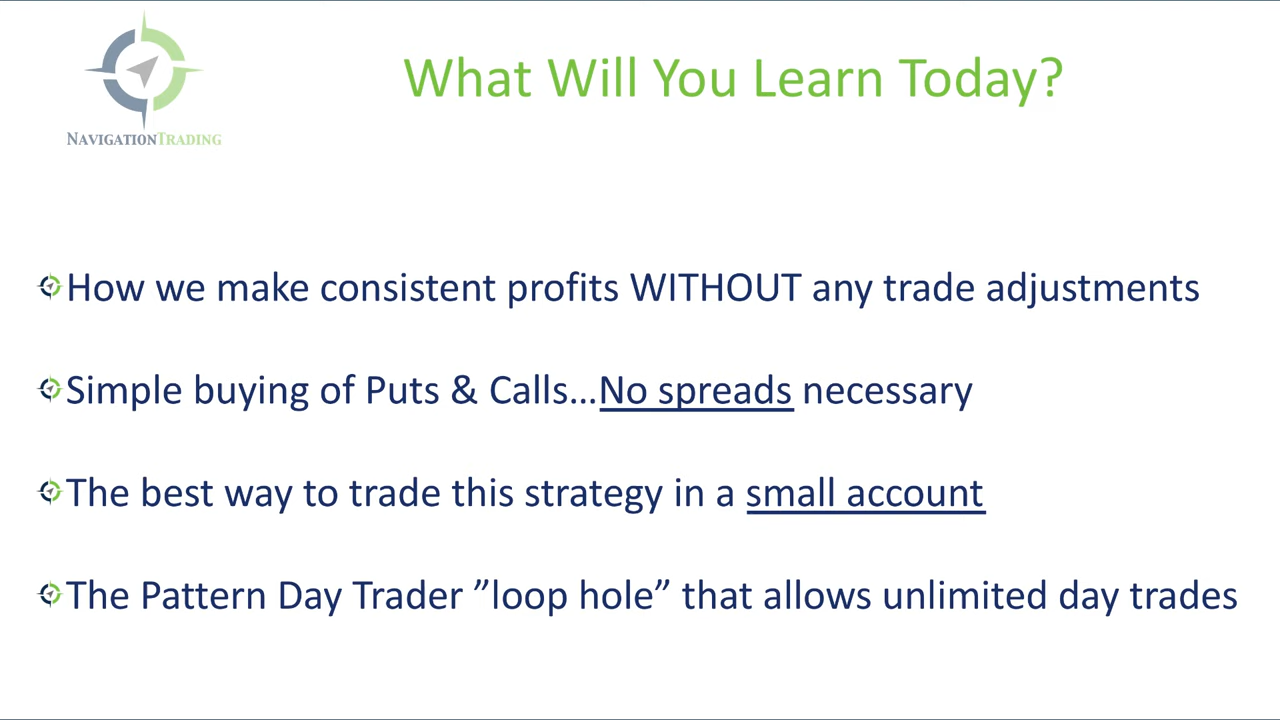 NAVIGATIONTRADING
What Will You Learn Today?
How we make consistent profits WITHOUT any trade adjustments
Simple buying of Puts & Calls...No spreads necessary
The best way to trade this strategy in a small account
The Pattern Day Trader ”loop hole” that allows unlimited day trades